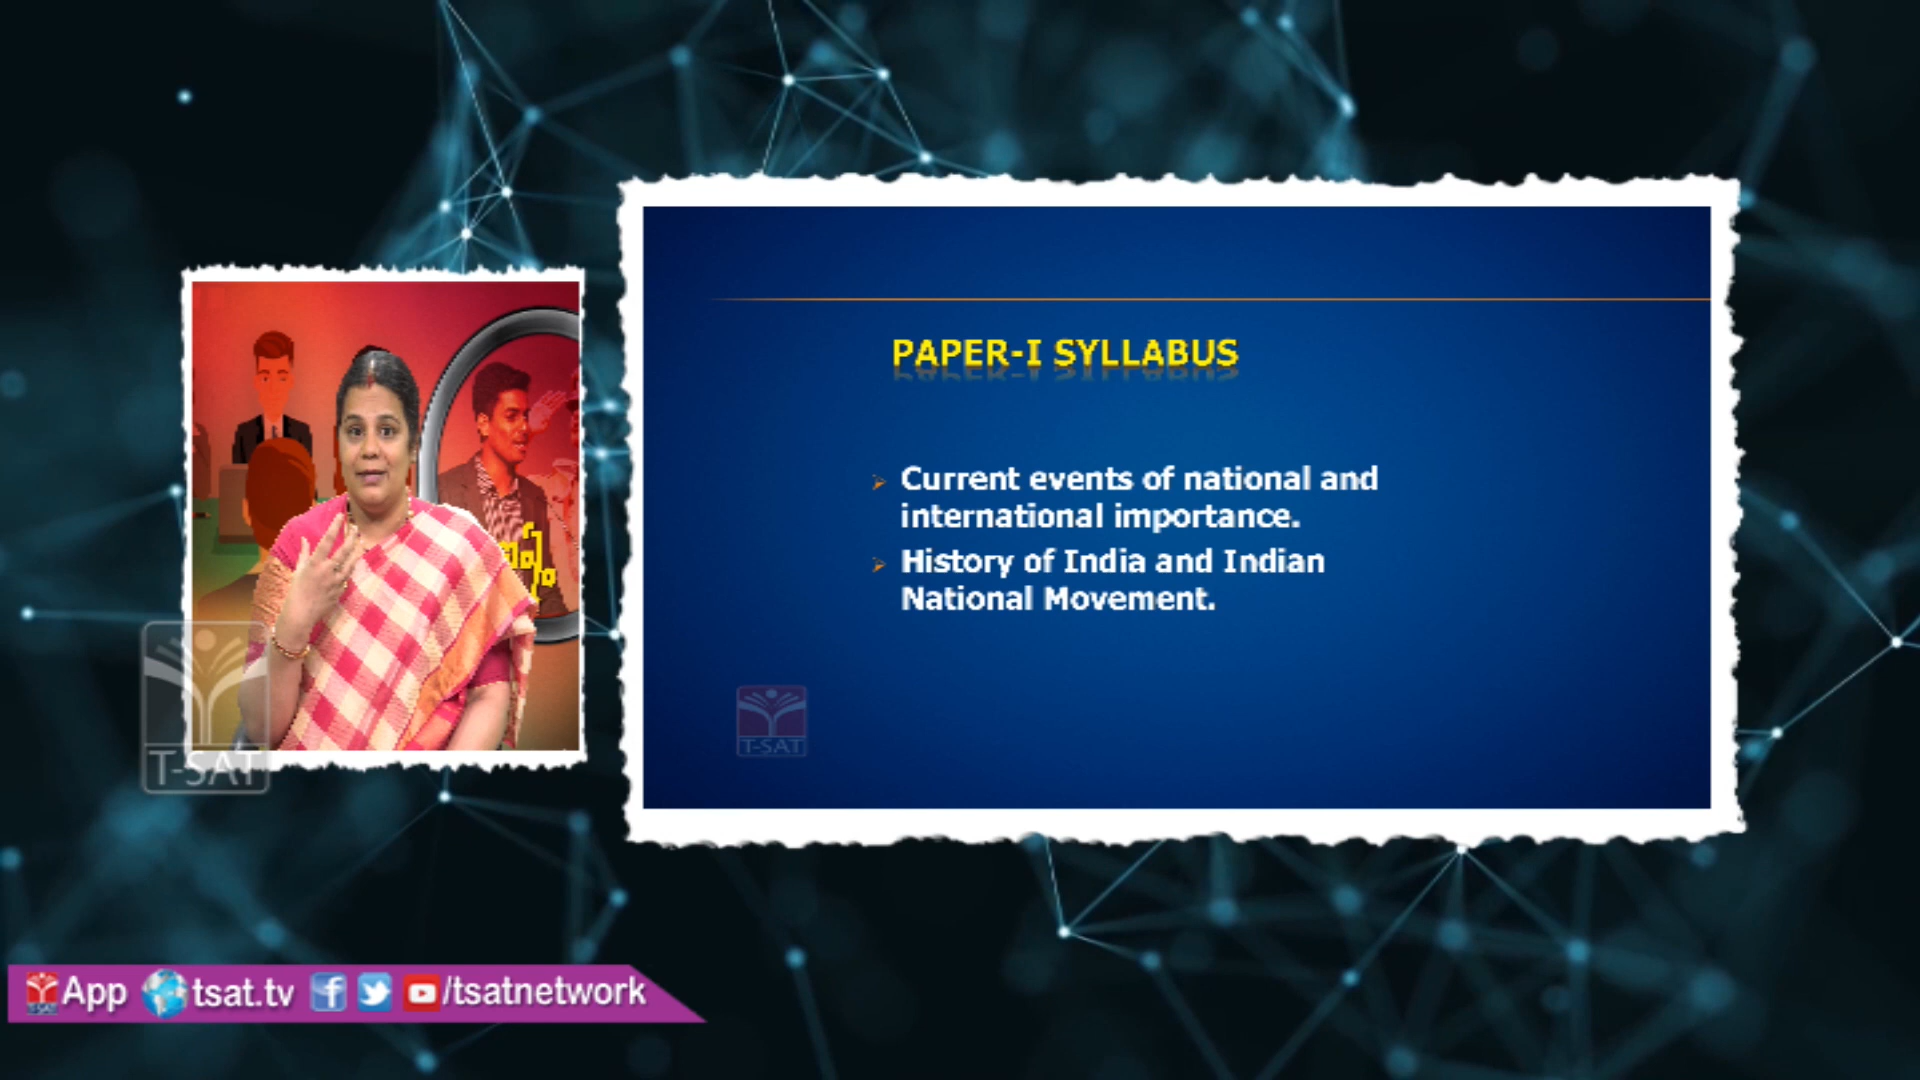 PAPER-I SYLLABUS
Current events of national and
international importance.
History of India and Indian
National Movement.
T-SAT
T-SAT
App tsat.tv /tsatnetwork